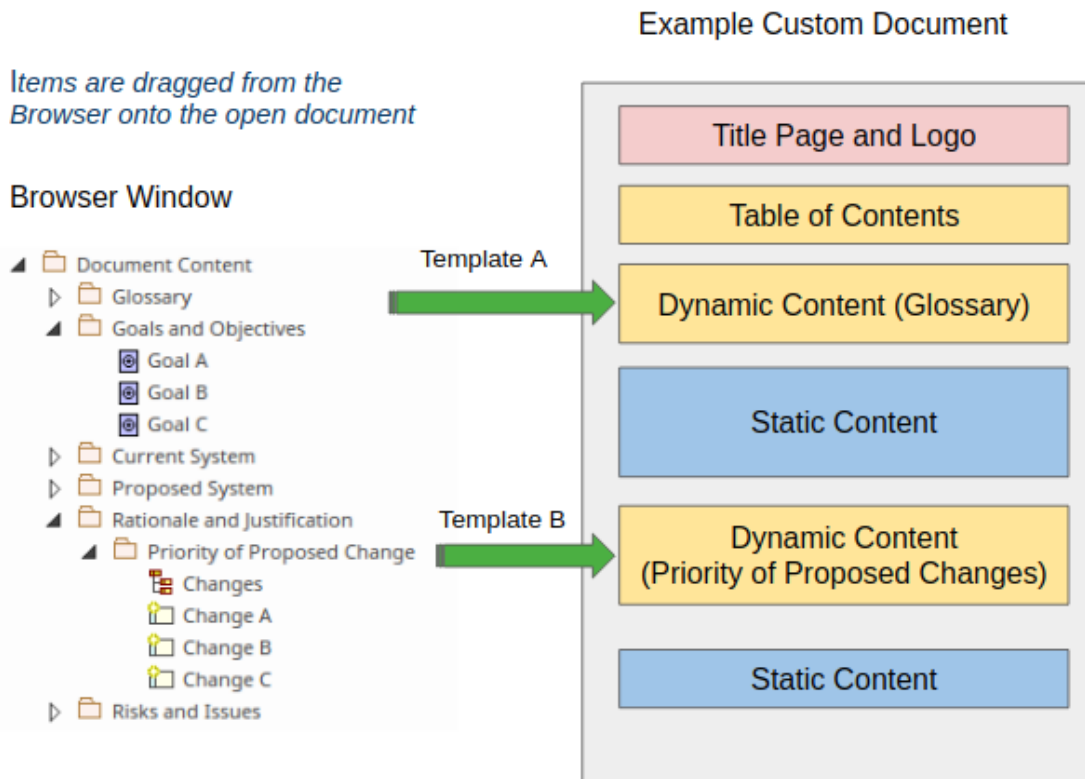 Example Custom Document
Items are dragged from the
Browser onto the open document
Browser Window
Document Content
Glossary
Goals and Objectives
Goal A
Goal B
Goal C
Current System
Proposed System
Rationale and Justification
Priority of Proposed Change
Changes
Change A
Change B
Change C
Risks and Issues
Template A
Template B
Title Page and Logo
Table of Contents
Dynamic Content (Glossary)
Static Content
Dynamic Content
(Priority of Proposed Changes)
Static Content